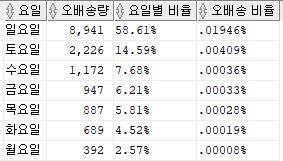 요일 오배송량 요일별 비율 오배송 비율
일요일 8,941 58.61% .01946%
토요일 2,226 14.59% .00409%
수요일 1,172 7.68% .00036%
금요일 947 6.21% .00033%
목요일 887 5.81% .00028%
화요일 689 4.52% .00019%
월요일 392 2.57% .00008%